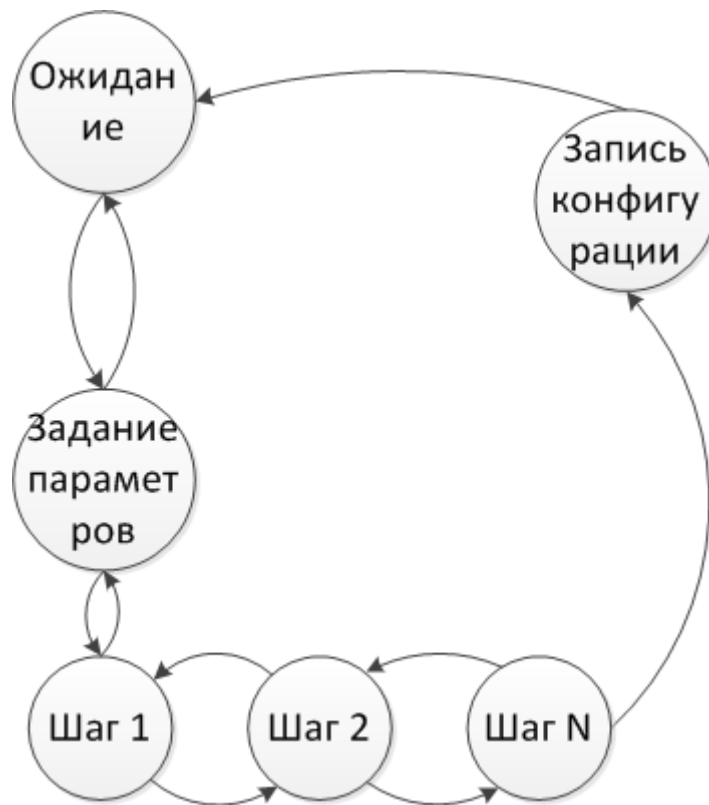 Ожидан
ие
Запись
конфигу
рации
Задание
парамет
ров
Шаг 1
Шаг 2
Шаг N